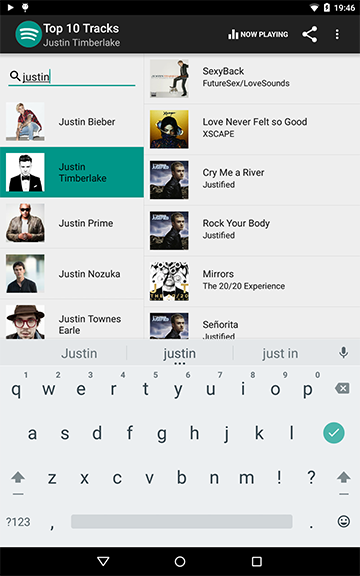 19:46
Top 10 Tracks
Justin Timberlake
NOW PLAYING
justin
Justin Bieber
Justin
Timberlake
Justin Prime
Justin Nozuka
Justin Townes
Earle
SexyBack
FutureSex/LoveSounds
Love Never Felt so Good
XSCAPE
Cry Me a River
Justified
Rock Your Body
Justified
Mirrors
The 20/20 Experience
Señorita
Justified
Justin justin just in
1 2 3 4 5 6 7 8 9 0
q w e r t y u i o p
a s d f g h j k l
z x c v b n m ! ?
?123 , .